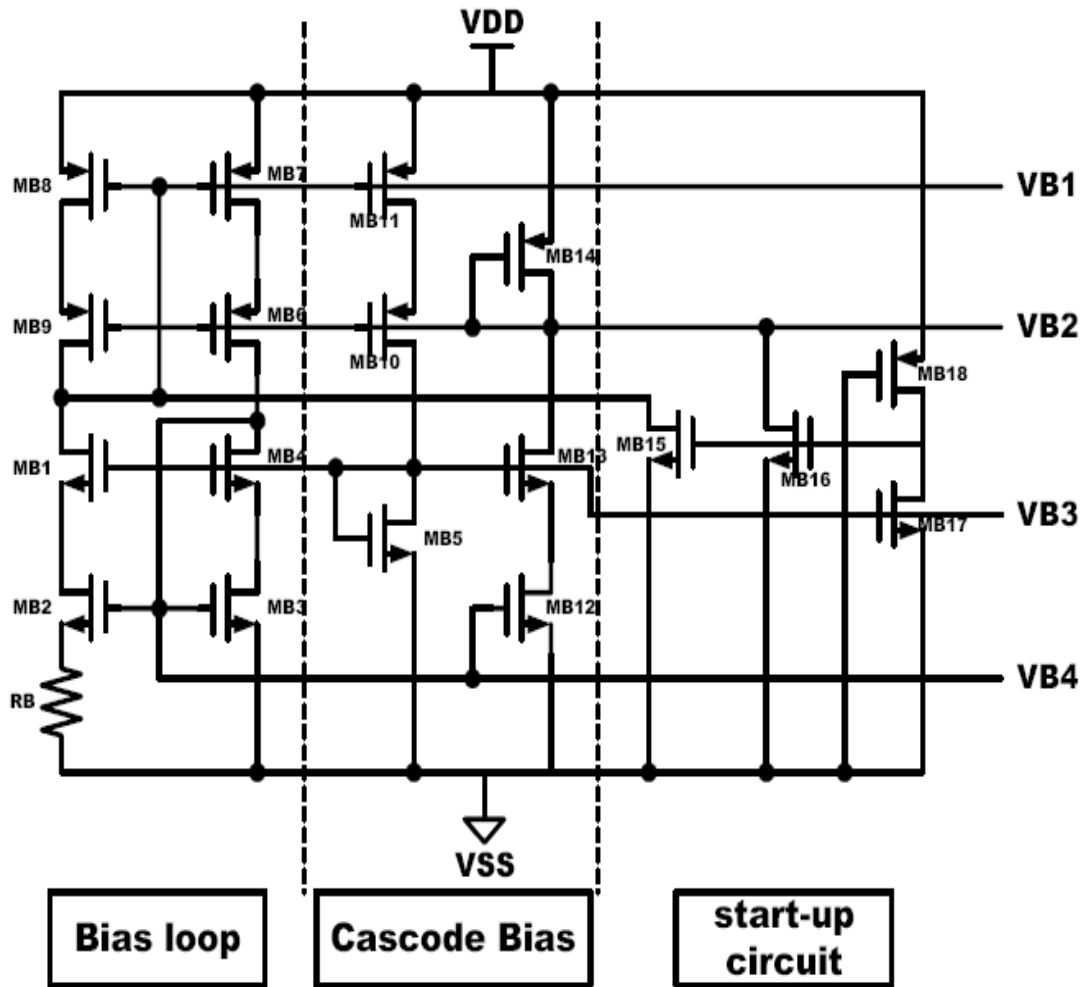 VDD
MB8
MB7
MB11
VB1
MB14
MB9
MB6
MB10
VB2
MB18
MB1
MB4
MB13
MB15
MB16
MB5
MB17
VB3
MB2
MB3
MB12
RB
VB4
VSS
Bias loop
Cascode Bias
start-up
circuit